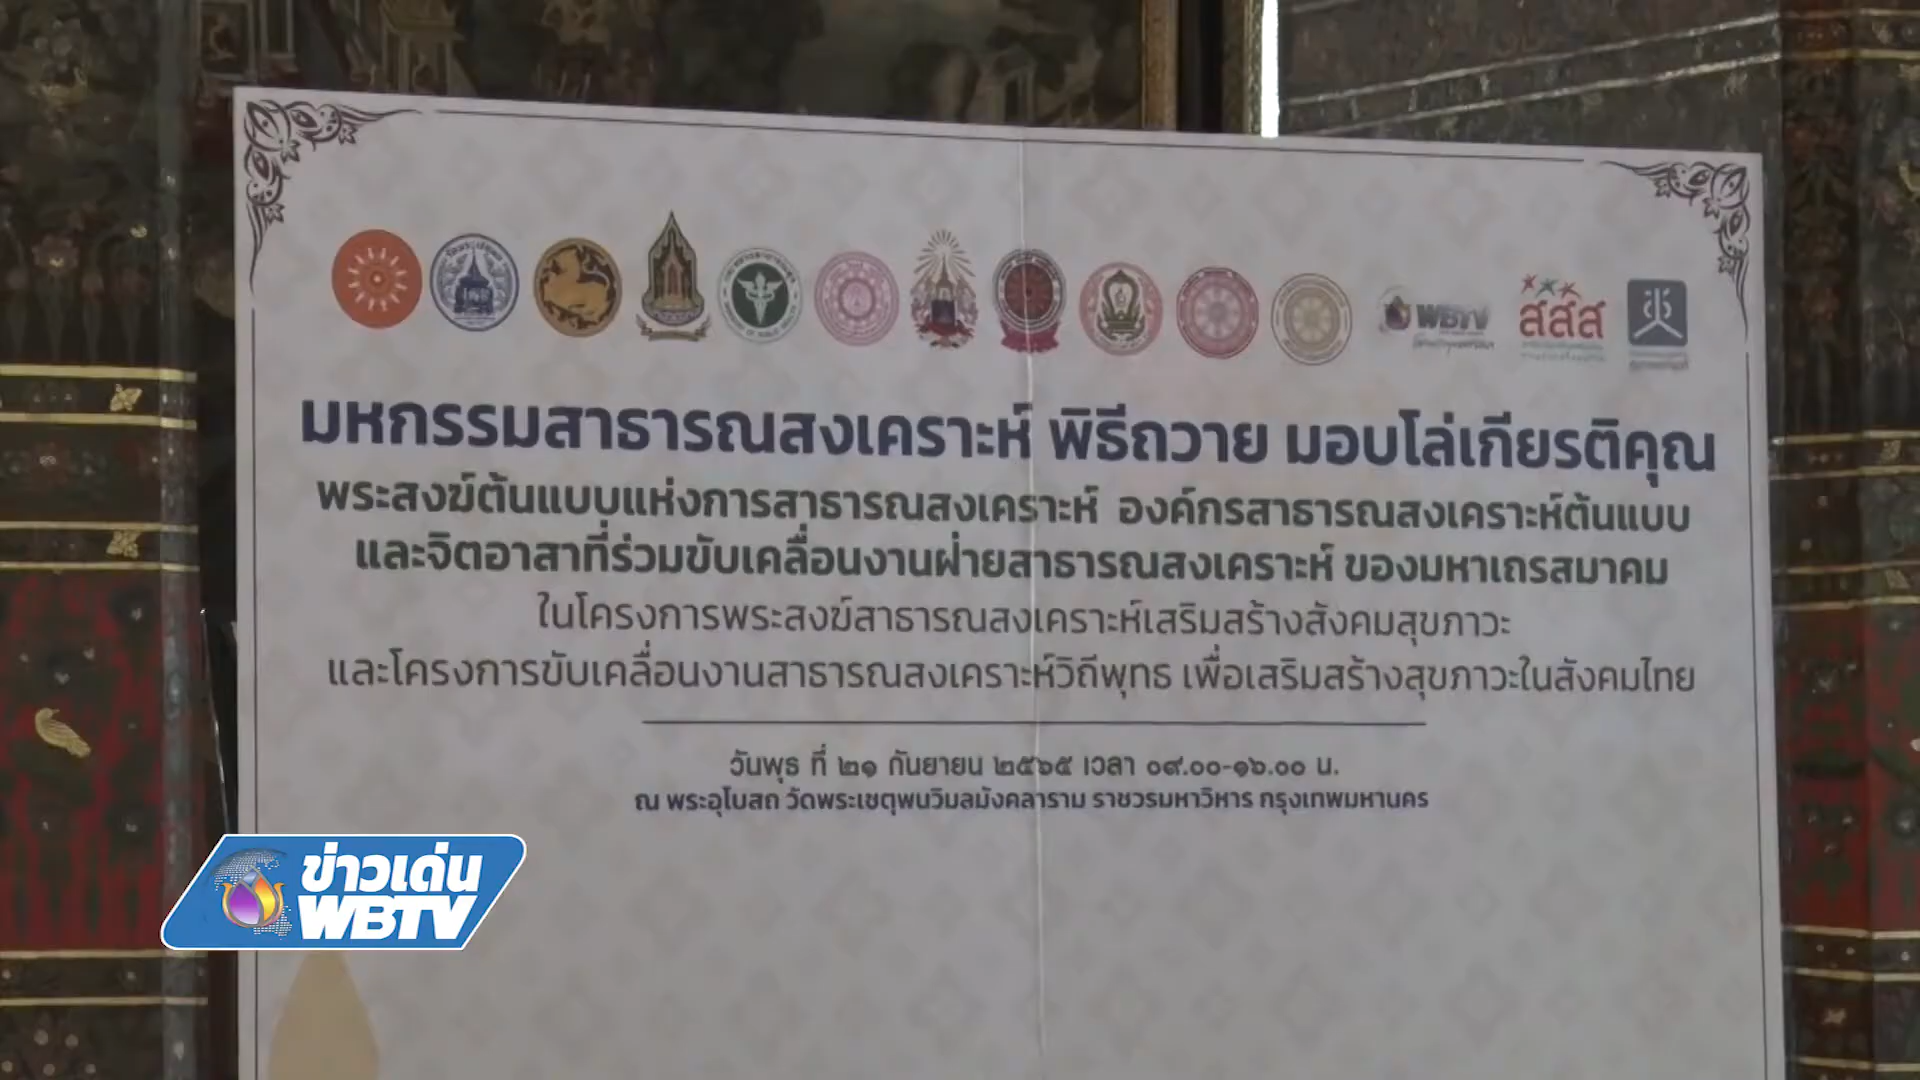 WBTV
สสส
มหกรรมสาธารณสงเคราะห์ พิธีถวาย มอบโล่เกียรติคุณ
พระสงฆ์ต้นแบบแห่งการสาธารณสงเคราะห์ องค์กรสาธารณสงเคราะห์ต้นแบบ
และจิตอาสาที่ร่วมขับเคลื่อนงานฝ่ายสาธารณสงเคราะห์ ของมหาเถรสมาคม
ในโครงการพระสงฆ์สาธารณสงเคราะห์เสริมสร้างสังคมสุขภาวะ
และโครงการขับเคลื่อนงานสาธารณสงเคราะห์วิถีพุทธ เพื่อเสริมสร้างสุขภาวะในสังคมไทย
วันพุธ ที่ ๒๑ กันยายน ๒๕๖๕ เวลา ๐๙.๐๐-๑๖.๐๐ น.
ณ พระอุโบสถ วัดพระเชตุพนวิมลมังคลาราม ราชวรมหาวิหาร กรุงเทพมหานคร
ข่าวเด่น
WBTV